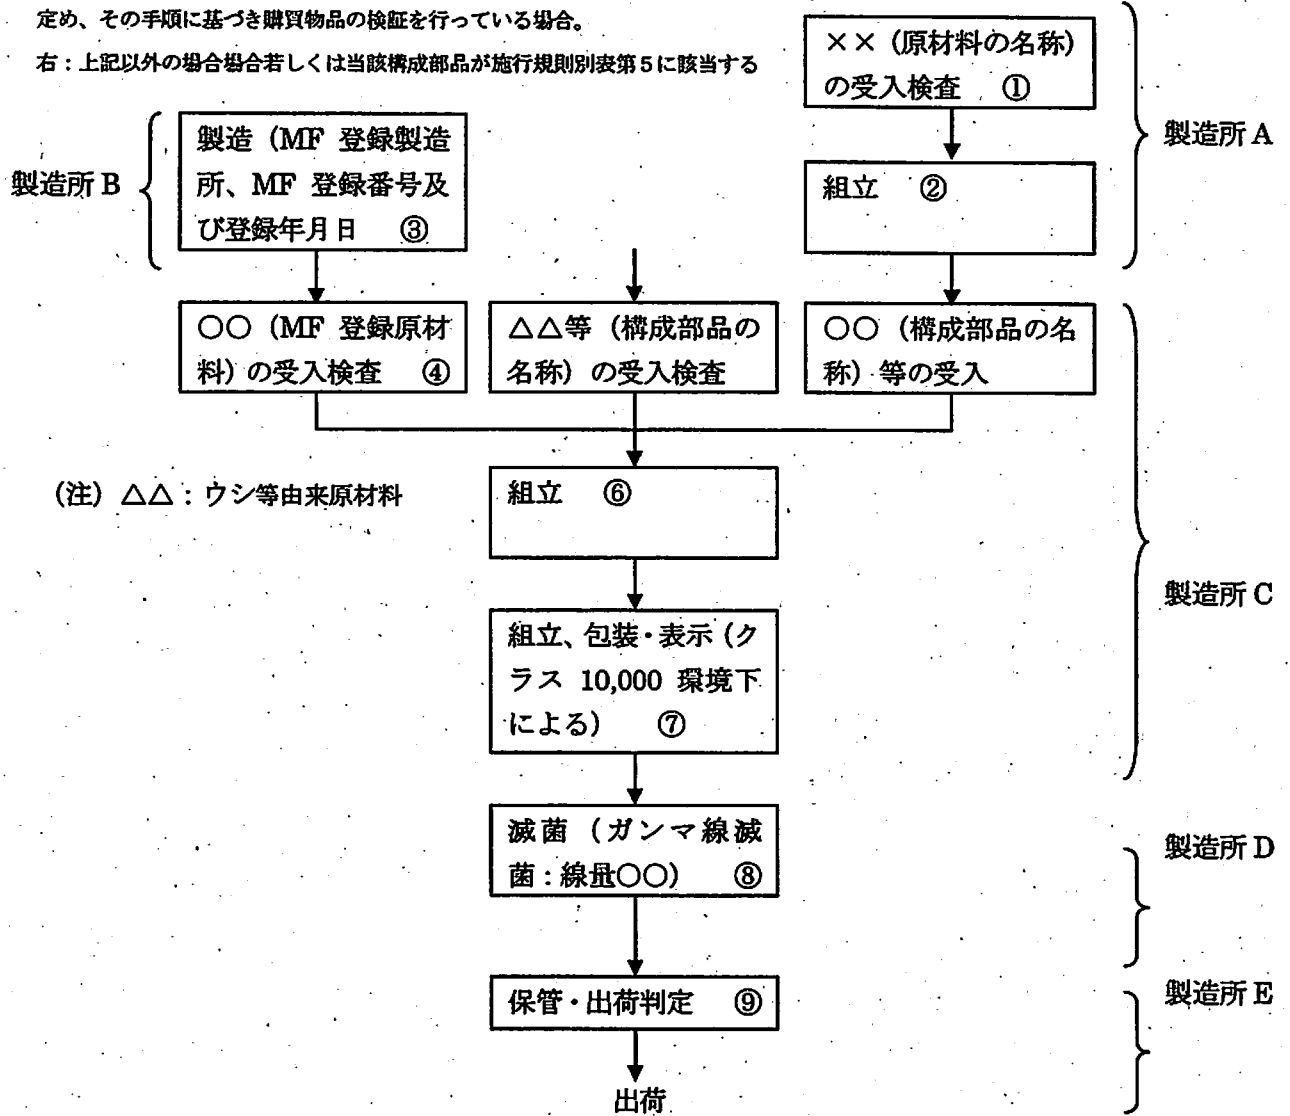 定め、その手順に基づき購買物品の検証を行っている場合。
右：上記以外の場合場合若しくは当該構成部品が施行規則別表第５に該当する
××（原材料の名称）
の受入検査　①
製造所 A
組立　②
製造所 B
製造（MF 登録製造
所、MF 登録番号及
び登録年月日　③
○○（MF 登録原材
料）の受入検査　④
△△等（構成部品の
名称）の受入検査
○○（構成部品の名
称）等の受入
（注）△△：ウシ等由来原材料
組立　⑥
製造所 C
組立、包装・表示（ク
ラス 10,000 環境下
による）　⑦
滅菌（ガンマ線滅
菌：線量○○）　⑧
製造所 D
保管・出荷判定　⑨
製造所 E
出荷